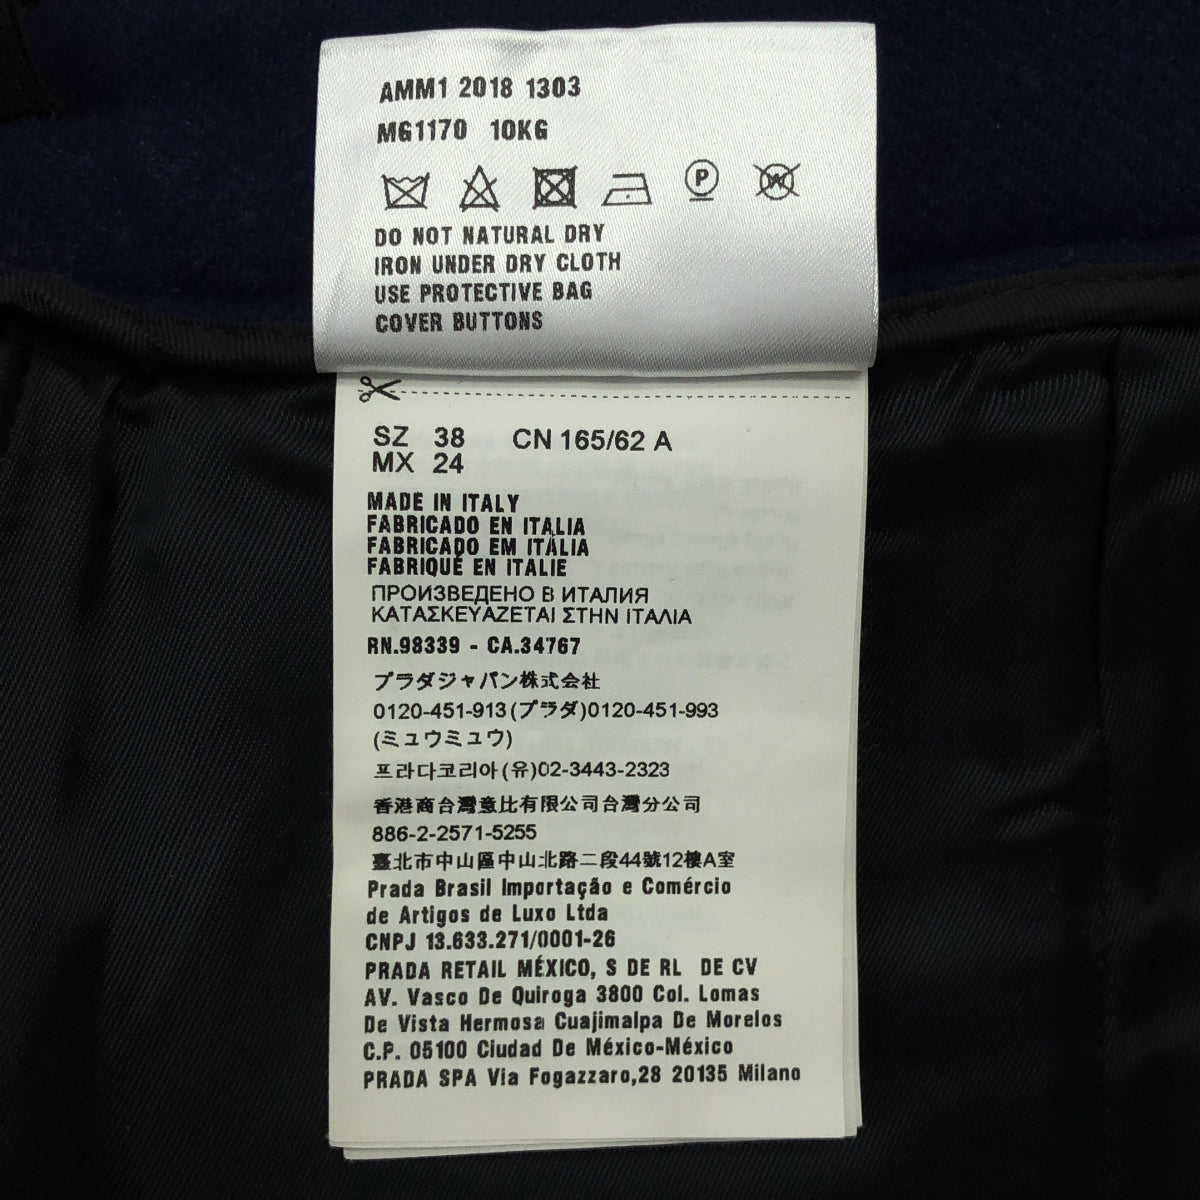 AMM1 2018 1303
MG1170 10KG
P
W
DO NOT NATURAL DRY
IRON UNDER DRY CLOTH
USE PROTECTIVE BAG
COVER BUTTONS
SZ 38 CN 165/62 A
MX 24
MADE IN ITALY
FABRICADO EN ITALIA
FABRICADO EM ITÁLIA
FABRIQUÉ EN ITALIE
ПРОИЗВЕДЕНО В ИТАЛИЯ
ΚΑΤΑΣΚΕΥΑΖΕΤΑΙ ΣΤΗΝ ΙΤΑΛΙΑ
RN.98339 - CA.34767
プラダジャパン株式会社
0120-451-913(プラダ)0120-451-993
(ミュウミュウ)
프라다코리아(유)02-3443-2323
香港商台灣意比有限公司台灣分公司
886-2-2571-5255
臺北市中山區中山北路二段44號12樓A室
Prada Brasil Importação e Comércio
de Artigos de Luxo Ltda
CNPJ 13.633.271/0001-26
PRADA RETAIL MÉXICO, S DE RL DE CV
AV. Vasco De Quiroga 3800 Col. Lomas
De Vista Hermosa Cuajimalpa De Morelos
C.P. 05100 Ciudad De México-México
PRADA SPA Via Fogazzaro,28 20135 Milano